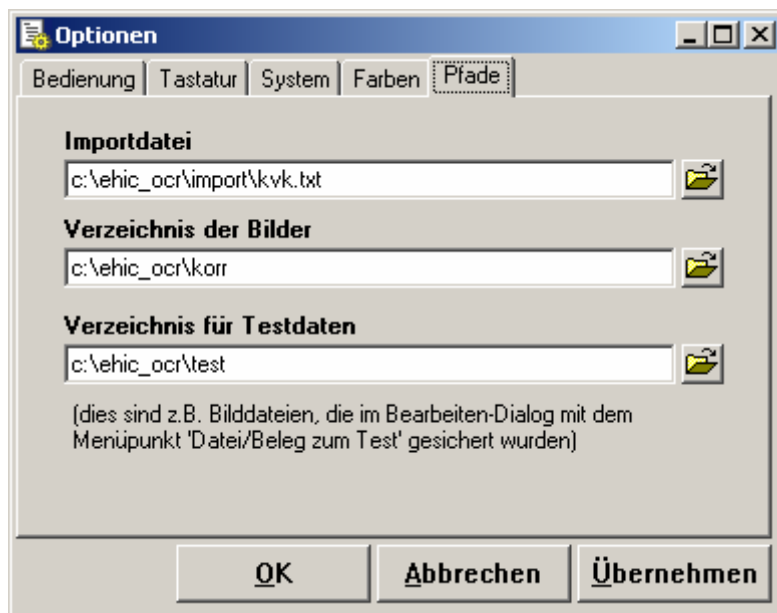 Optionen
Bedienung Tastatur System Farben Pfade
Importdatei
c:\ehic_ocr\import\kvk.txt
Verzeichnis der Bilder
c:\ehic_ocr\korr
Verzeichnis für Testdaten
c:\ehic_ocr\test
(dies sind z.B. Bilddateien, die im Bearbeiten-Dialog mit dem
Menüpunkt 'Datei/Beleg zum Test' gesichert wurden)
OK Abbrechen Übernehmen